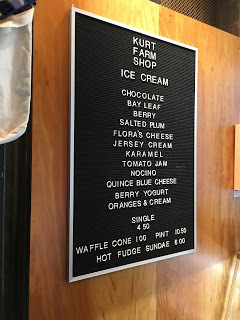 KURT
FARM
SHOP
ICE CREAM
CHOCOLATE
BAY LEAF
BERRY
SALTED PLUM
FLORA'S CHEESE
JERSEY CREAM
KARAMEL
TOMATO JAM
NOCINO
QUINCE BLUE CHEESE
BERRY YOGURT
ORANGES & CREAM
SINGLE
4 50
WAFFLE CONE 1 00 PINT 10 50
HOT FUDGE SUNDAE 6 00